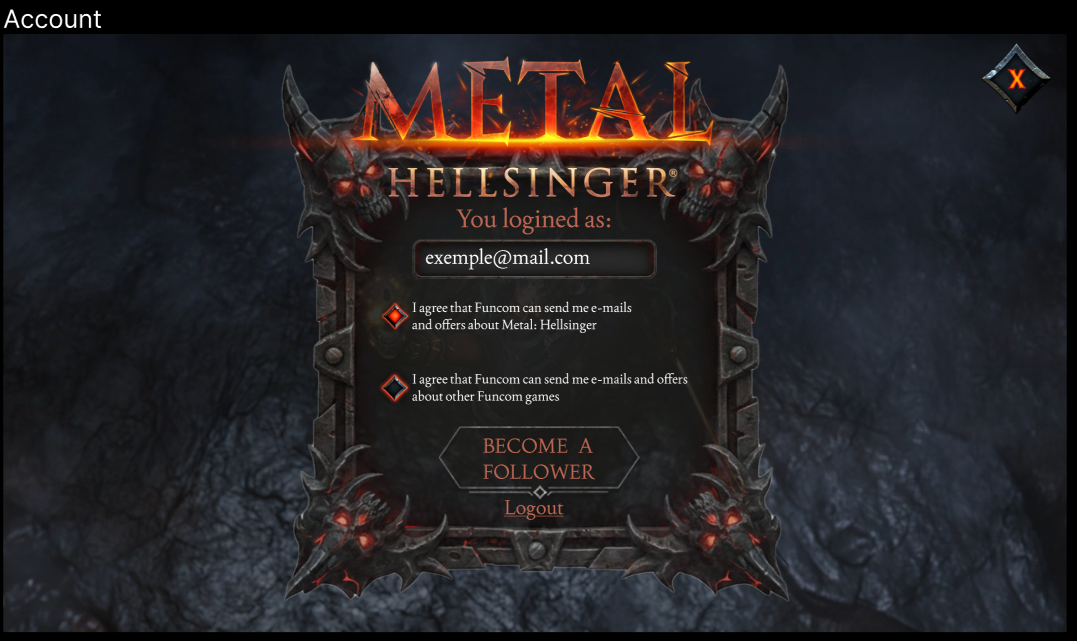 Account
METAL
HELLSINGER®
X
You logined as:
exemple@mail.com
I agree that Funcom can send me e-mails
and offers about Metal: Hellsinger
I agree that Funcom can send me e-mails and offers
about other Funcom games
BECOME A
FOLLOWER
Logout